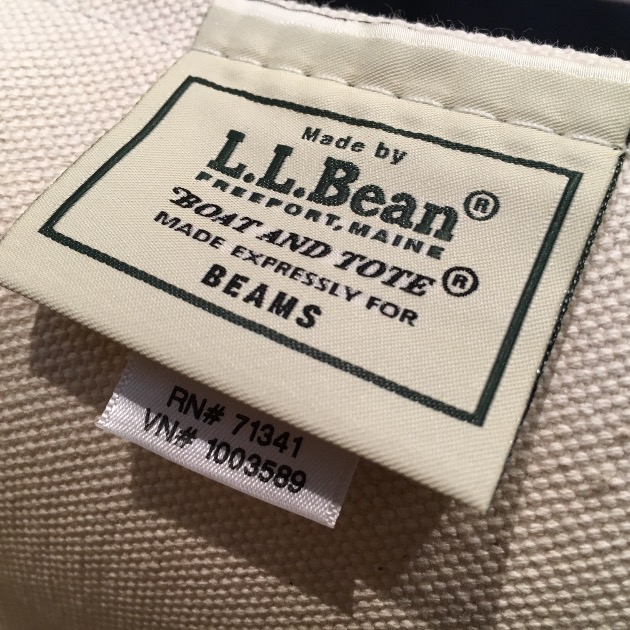 Made by
L.L.Bean®
FREEPORT, MAINE
BOAT AND TOTE®
MADE EXPRESSLY FOR
BEAMS
RN# 71341
VN# 1003589